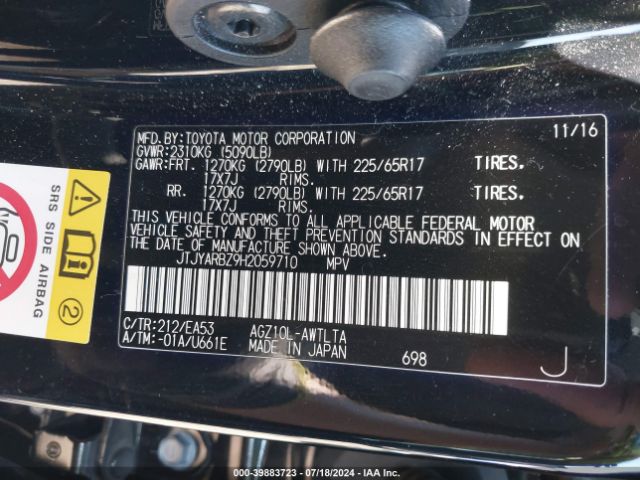 MFD.BY:TOYOTA MOTOR CORPORATION 11/16
GVWR:2310KG (5090LB)
GAWR:FRT. 1270KG (2790LB) WITH 225/65R17 TIRES.
17X7J RIMS.
RR. 1270KG (2790LB) WITH 225/65R17 TIRES.
17X7J RIMS.
THIS VEHICLE CONFORMS TO ALL APPLICABLE FEDERAL MOTOR
VEHICLE SAFETY AND THEFT PREVENTION STANDARDS IN EFFECT ON
THE DATE OF MANUFACTURE SHOWN ABOVE.
JTJYARBZ9H2059710 MPV
C/TR:212/EA53 AGZ10L-AWTLTA
A/TM:-01A/U661E MADE IN JAPAN 698 J
SRS SIDE AIRBAG
2
000-39883723 - 07/18/2024 - IAA Inc.